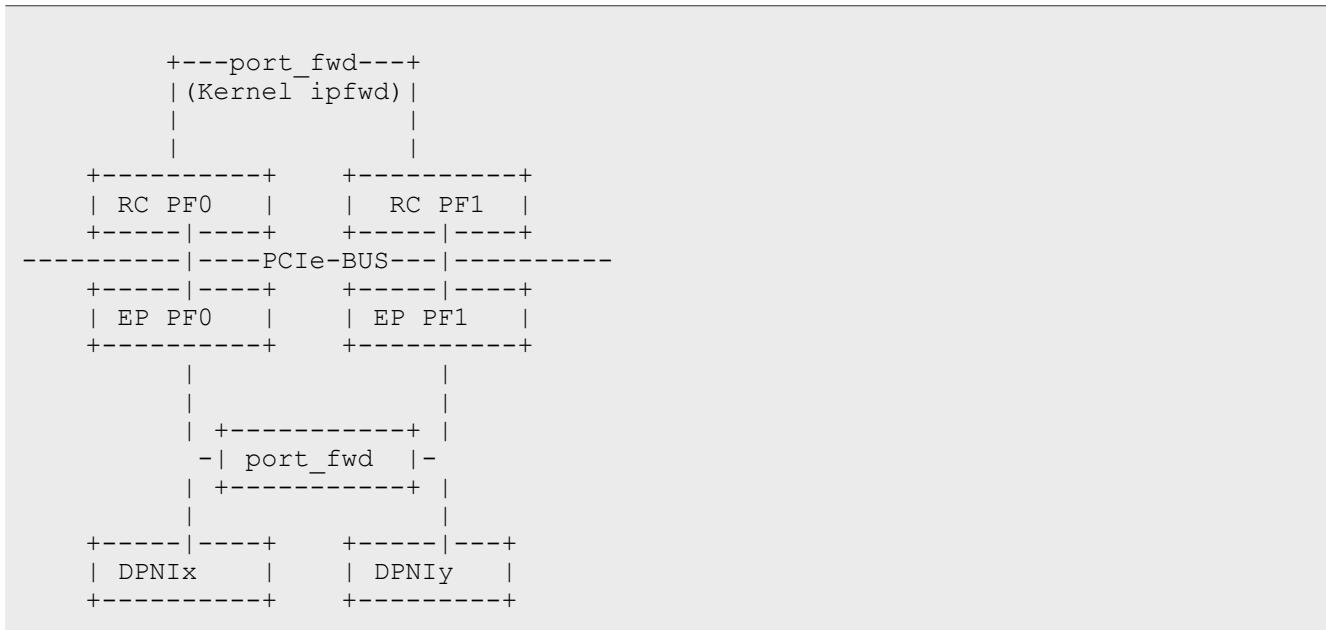 +---port_fwd---+
|(Kernel ipfwd)|
| |
| |
+----------+ +----------+
| RC PF0 | | RC PF1 |
+-----|----+ +-----|----+
----------|----PCIe-BUS---|----------
+-----|----+ +-----|----+
| EP PF0 | | EP PF1 |
+----------+ +----------+
| |
| |
| +-----------+ |
-| port_fwd |-
| +-----------+ |
| |
+-----|----+ +-----|---+
| DPNIx | | DPNIy |
+----------+ +---------+